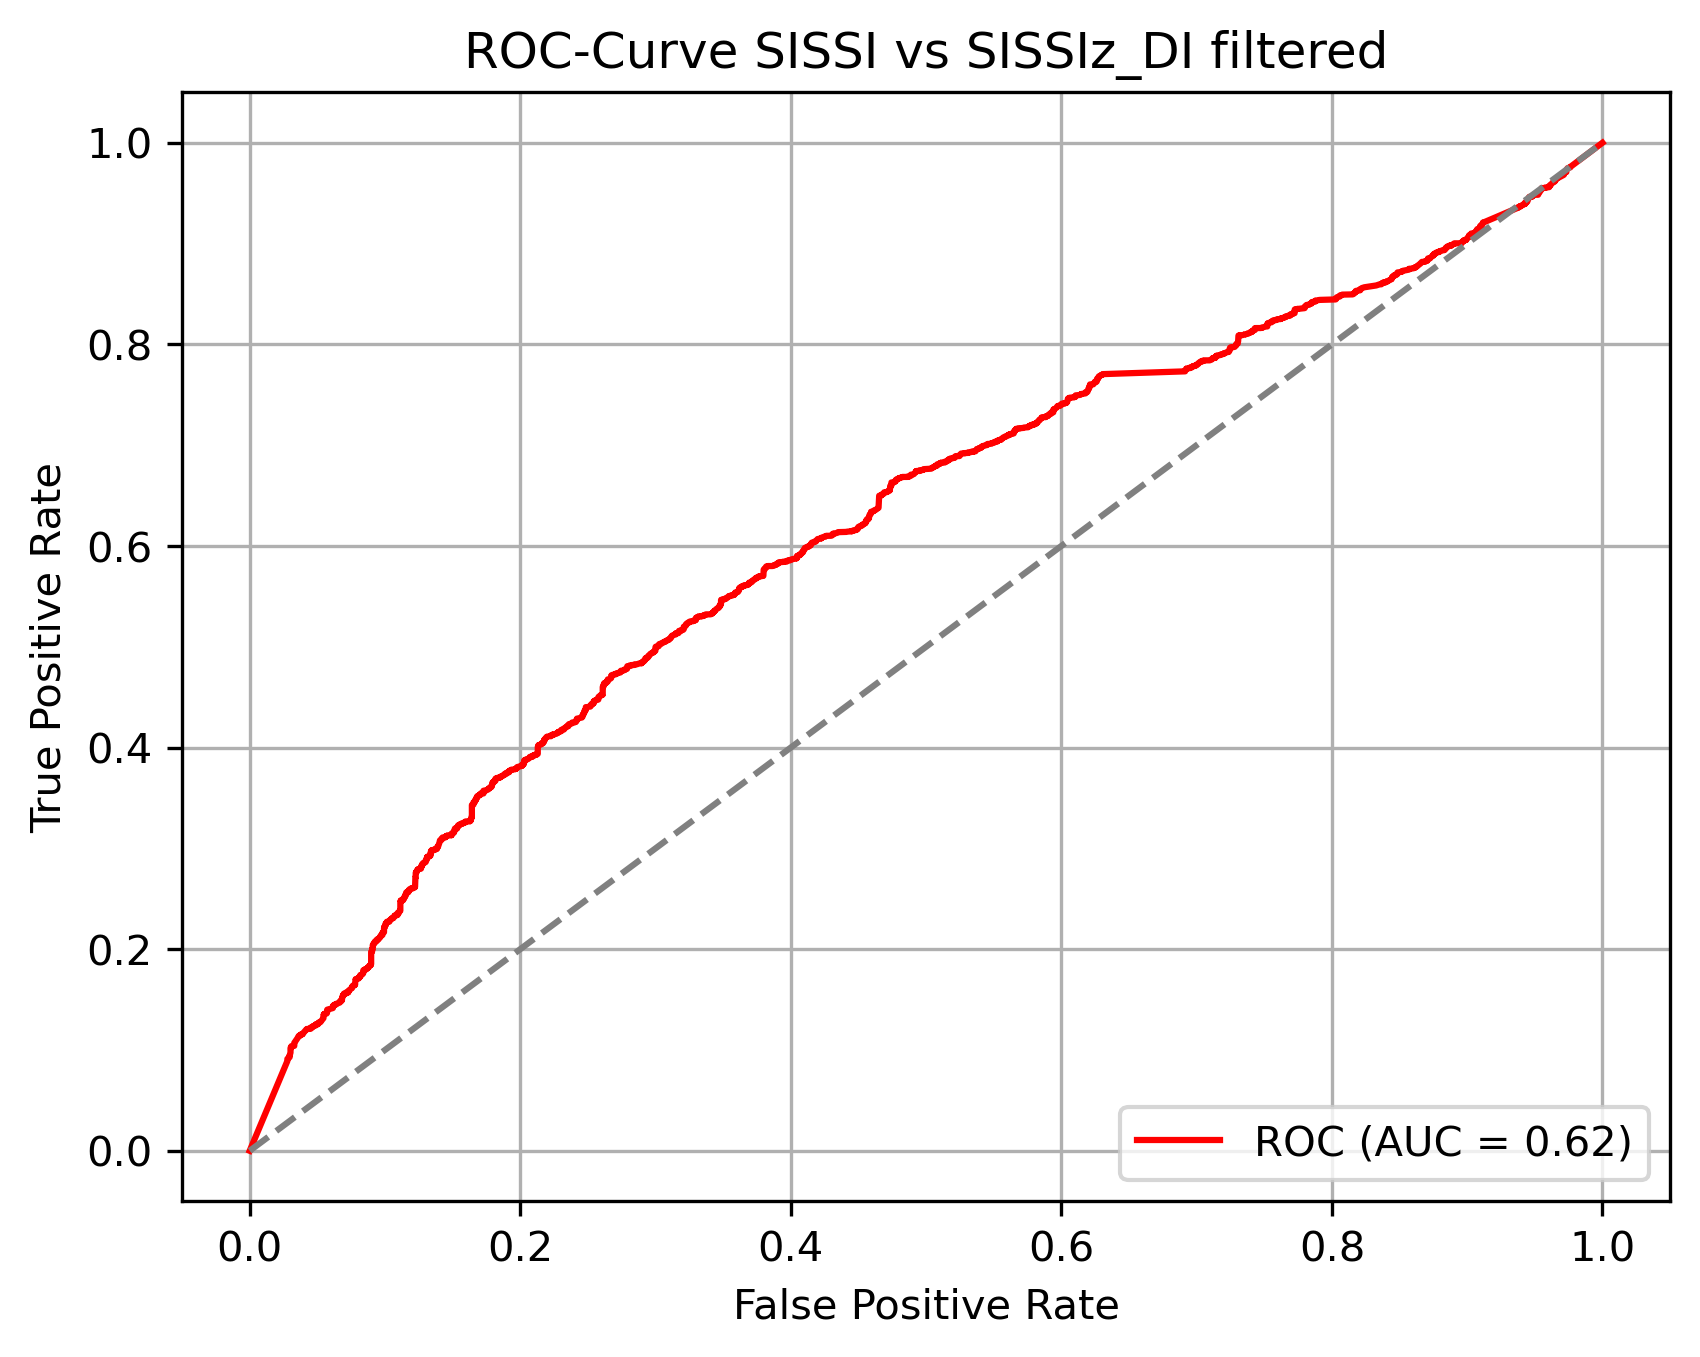 ROC-Curve SISSI vs SISSIz_DI filtered
1.0
0.8
0.6
0.4
0.2
0.0
True Positive Rate
ROC (AUC = 0.62)
0.0 0.2 0.4 0.6 0.8 1.0
False Positive Rate